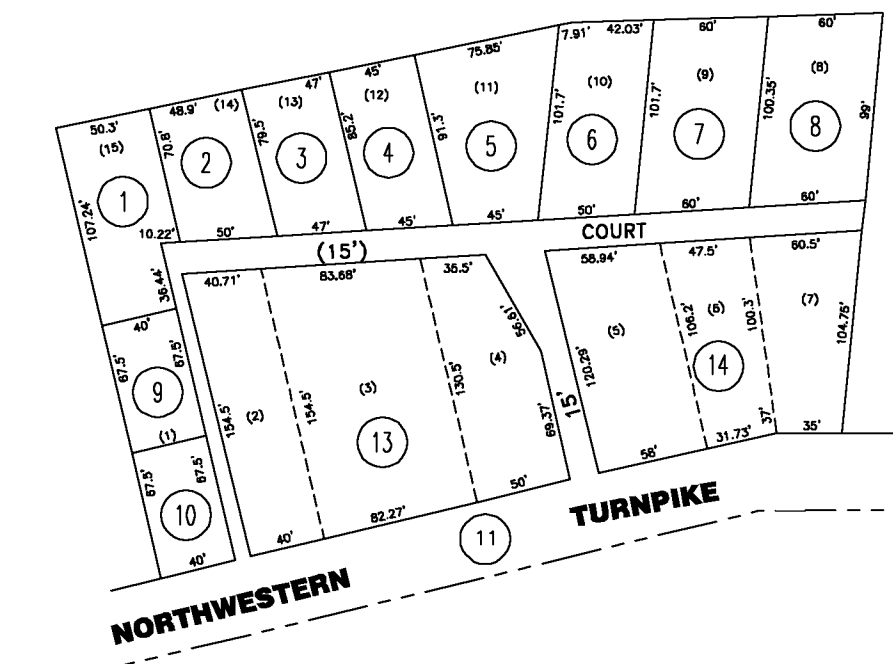 60' 60'
7.91' 42.03'
75.85'
45'
47'
48.9' (14)
50.3'
(15) (13) (12) (11) (10) (9) (8)
107.24' 70.8' 79.5' 85.2' 91.3' 101.7' 101.7' 100.35' 99'
1 2 3 4 5 6 7 8
10.22' 50' 47' 45' 45' 50' 60' 60'
COURT
(15')
36.44' 40.71' 83.68' 58.94' 47.5' 60.5'
56.61'
106.2' (6) 100.3' (7) 104.75'
40'
67.5' 67.5'
9
(1)
154.5' (2) 154.5' (3) 130.5' (4) (5)
120.29' 14
69.37' 15'
13
37'
58' 31.73' 35'
67.5' 67.5'
10
40'
40' 82.27' 50'
11
NORTHWESTERN TURNPIKE